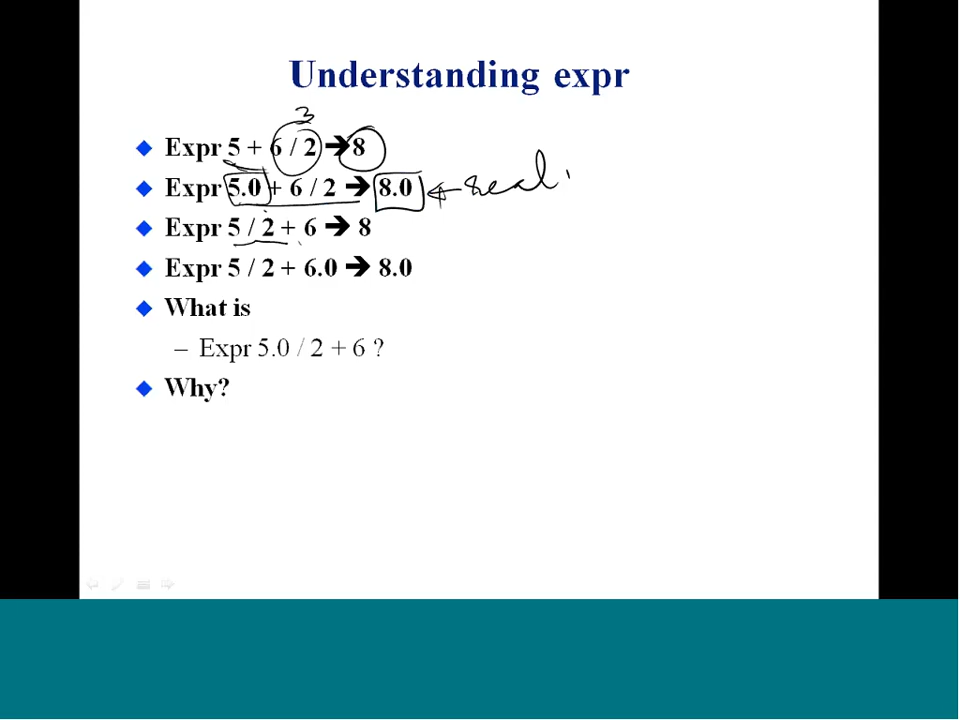 Understanding expr
3
Expr 5 + 6 / 2 ➔ 8
Expr 5.0 + 6 / 2 ➔ 8.0 ← real
Expr 5 / 2 + 6 ➔ 8
Expr 5 / 2 + 6.0 ➔ 8.0
What is
– Expr 5.0 / 2 + 6 ?
Why?